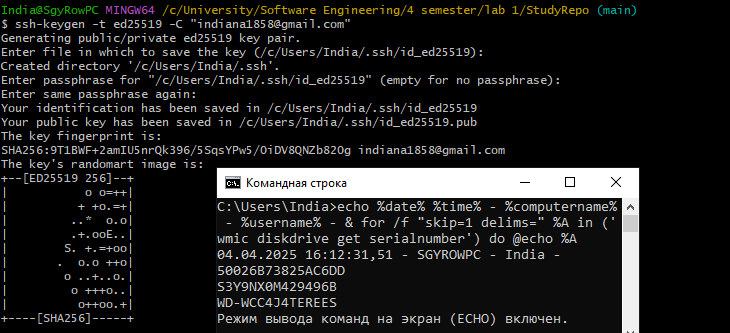 India@SgyRowPC MINGW64 /c/University/Software Engineering/4 semester/lab 1/StudyRepo (main)
$ ssh-keygen -t ed25519 -C "indiana1858@gmail.com"
Generating public/private ed25519 key pair.
Enter file in which to save the key (/c/Users/India/.ssh/id_ed25519):
Created directory '/c/Users/India/.ssh'.
Enter passphrase for "/c/Users/India/.ssh/id_ed25519" (empty for no passphrase):
Enter same passphrase again:
Your identification has been saved in /c/Users/India/.ssh/id_ed25519
Your public key has been saved in /c/Users/India/.ssh/id_ed25519.pub
The key fingerprint is:
SHA256:9T1BWF+2amIU5nrQk396/5SqsYPw5/OiDV8QNZb82Og indiana1858@gmail.com
The key's randomart image is:
+--[ED25519 256]--+
|           o o=++|
|          + +o.=+|
|         ..*  o.o|
|         .+.ooE..|
|        S. +.=+oo|
|       .  o.o ++o|
|        o ..+..o.|
|         o +++o..|
|          o++oo.+|
+----[SHA256]-----+
Командная строка
C:\Users\India>echo %date% %time% - %computername%
- %username% - & for /f "skip=1 delims=" %A in ('
wmic diskdrive get serialnumber') do @echo %A
04.04.2025 16:12:31,51 - SGYROWPC - India -
50026B73825AC6DD
S3Y9NX0M429496B
WD-WCC4J4TEREES
Режим вывода команд на экран (ECHO) включен.